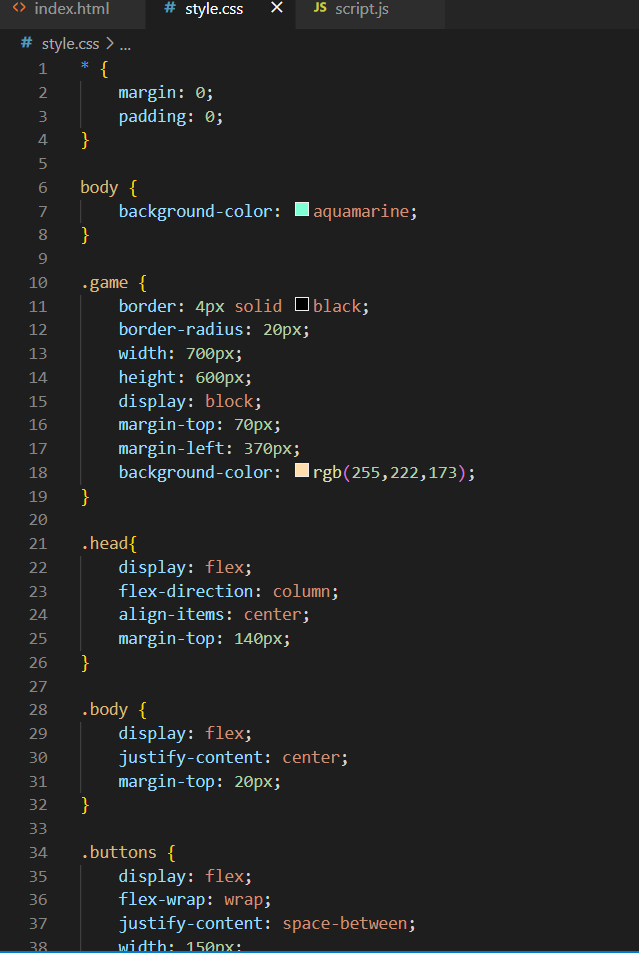 <> index.html # style.css × JS script.js
# style.css > ...
1 * {
2 margin: 0;
3 padding: 0;
4 }
5
6 body {
7 background-color: aquamarine;
8 }
9
10 .game {
11 border: 4px solid black;
12 border-radius: 20px;
13 width: 700px;
14 height: 600px;
15 display: block;
16 margin-top: 70px;
17 margin-left: 370px;
18 background-color: rgb(255,222,173);
19 }
20
21 .head{
22 display: flex;
23 flex-direction: column;
24 align-items: center;
25 margin-top: 140px;
26 }
27
28 .body {
29 display: flex;
30 justify-content: center;
31 margin-top: 20px;
32 }
33
34 .buttons {
35 display: flex;
36 flex-wrap: wrap;
37 justify-content: space-between;
38 width: 150px;